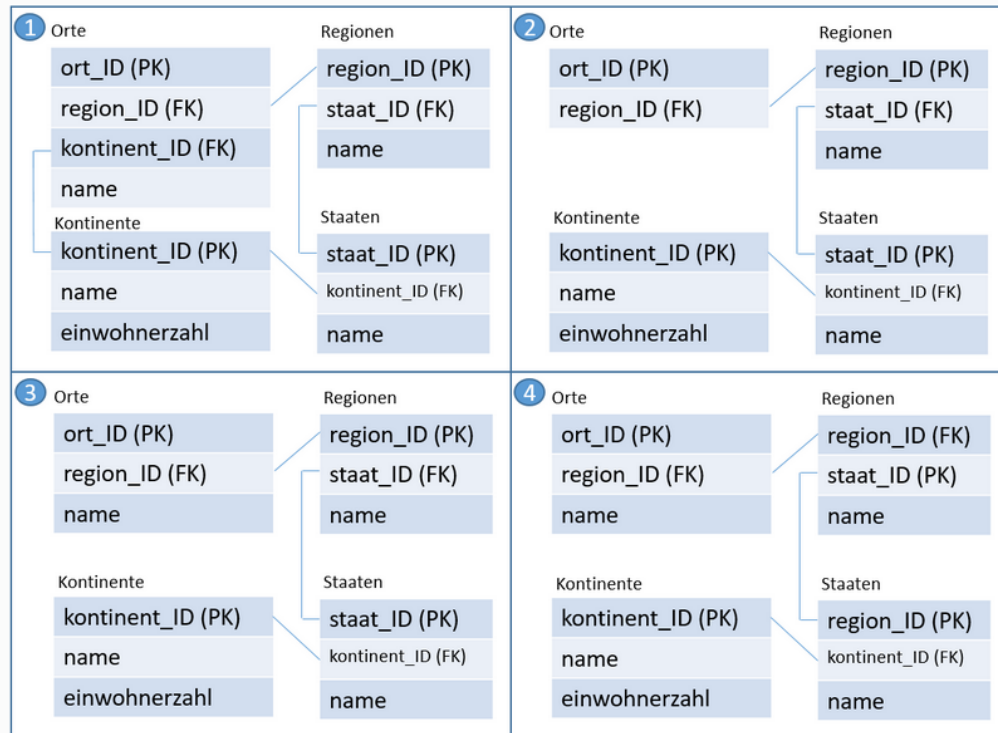 1 Orte
ort_ID (PK)
region_ID (FK)
kontinent_ID (FK)
name
Regionen
region_ID (PK)
staat_ID (FK)
name
Kontinente
kontinent_ID (PK)
name
einwohnerzahl
Staaten
staat_ID (PK)
kontinent_ID (FK)
name
2 Orte
ort_ID (PK)
region_ID (FK)
Regionen
region_ID (PK)
staat_ID (FK)
name
Kontinente
kontinent_ID (PK)
name
einwohnerzahl
Staaten
staat_ID (PK)
kontinent_ID (FK)
name
3 Orte
ort_ID (PK)
region_ID (FK)
name
Regionen
region_ID (PK)
staat_ID (FK)
name
Kontinente
kontinent_ID (PK)
name
einwohnerzahl
Staaten
staat_ID (PK)
kontinent_ID (FK)
name
4 Orte
ort_ID (PK)
region_ID (FK)
name
Regionen
region_ID (FK)
staat_ID (PK)
name
Kontinente
kontinent_ID (PK)
name
einwohnerzahl
Staaten
region_ID (PK)
kontinent_ID (FK)
name